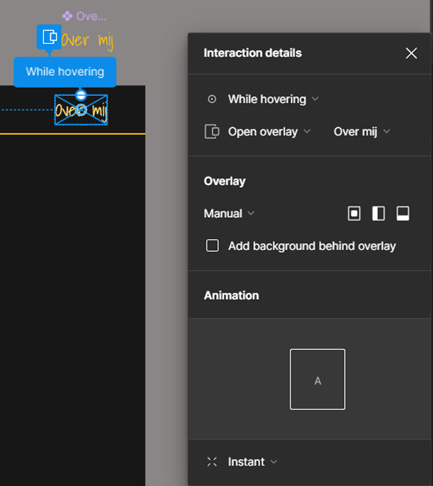 Ove...
Over mij
While hovering
Over mij
Interaction details
While hovering
Open overlay Over mij
Overlay
Manual
Add background behind overlay
Animation
A
Instant